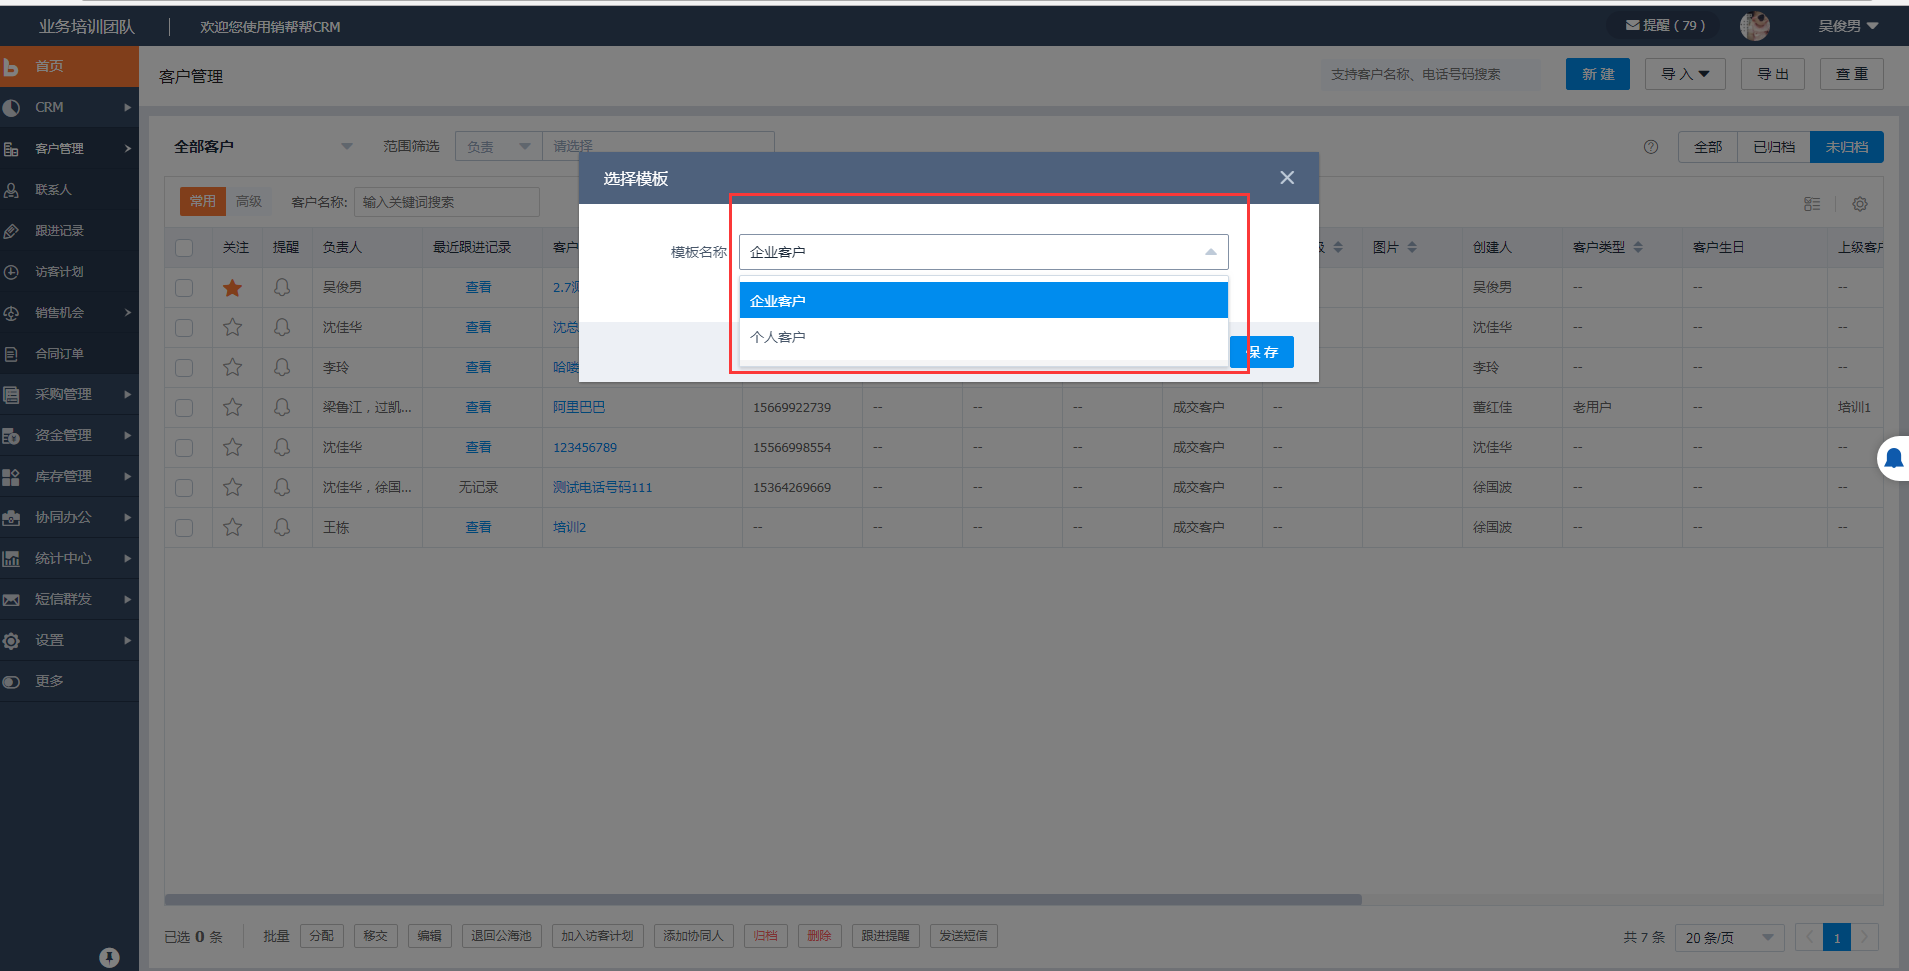 业务培训团队 欢迎您使用销帮帮CRM 提醒 ( 79 ) 吴俊男
首页
CRM
客户管理
联系人
跟进记录
访客计划
销售机会
合同订单
采购管理
资金管理
库存管理
协同办公
统计中心
短信群发
设置
更多
客户管理 支持客户名称、电话号码搜索 新 建 导 入 导 出 查 重
全部客户 范围筛选 负责 请选择 全部 已归档 未归档
常用 高级 客户名称: 输入关键词搜索
选择模板
模板名称 企业客户
企业客户
个人客户
保 存
关注 提醒 负责人 最近跟进记录 客户 图片 创建人 客户类型 客户生日 上级客户
吴俊男 查看 2.7测 吴俊男 -- -- --
沈佳华 查看 沈总 沈佳华 -- -- --
李玲 查看 哈喽 李玲 -- -- --
梁鲁江，过凯... 查看 阿里巴巴 15669922739 -- -- -- 成交客户 -- 董红佳 老用户 -- 培训1
沈佳华 查看 123456789 15566998554 -- -- -- 成交客户 -- 沈佳华 -- -- --
沈佳华，徐国... 无记录 测试电话号码111 15364269669 -- -- -- 成交客户 -- 徐国波 -- -- --
王栋 查看 培训2 -- -- -- -- 成交客户 -- 徐国波 -- -- --
已选 0 条 批量 分配 移交 编辑 退回公海池 加入访客计划 添加协同人 归档 删除 跟进提醒 发送短信 共 7 条 20 条/页 1